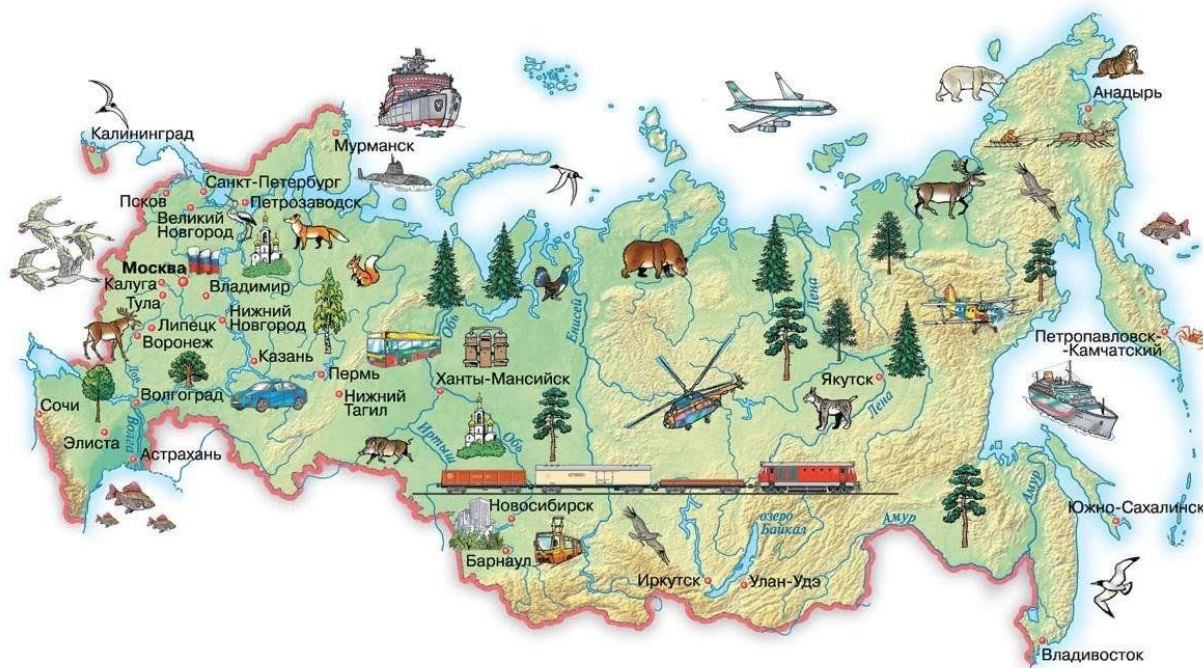 Калининград
Мурманск
Анадырь
Санкт-Петербург
Псков
Петрозаводск
Великий
Новгород
Москва
Калуга
Владимир
Тула
Нижний
Новгород
Липецк
Воронеж
Казань
Пермь
Нижний
Тагил
Ханты-Мансийск
Волгоград
Сочи
Элиста
Астрахань
Дон
Волга
Обь
Енисей
Лена
Иртыш
Обь
Якутск
Лена
Петропавловск-
-Камчатский
Новосибирск
Барнаул
озеро
Байкал
Иркутск
Улан-Удэ
Амур
Амур
Южно-Сахалинск
Владивосток